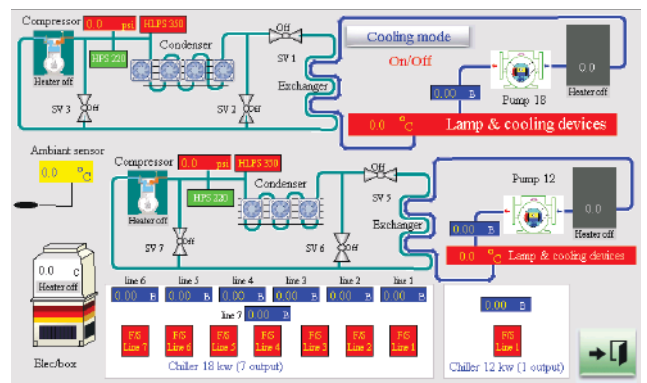 Compressor 0.0 psi HLPS 350
Off
Cooling mode
On/Off
HPS 220
Condenser
Heater off
SV 1
Exchanger
0.0
0.00 B
Pump 18
Heater off
SV 3
Off
SV 2
Off
0.0 °C Lamp & cooling devices
Ambiant sensor
0.0 °C
Compressor 0.0 psi HLPS 350
Off
Pump 12
HPS 220
Condenser
SV 5
Heater off
Exchanger
0.00 B
0.0
Heater off
SV 7
Off
SV 6
Off
0.0 °C Lamp & cooling devices
0.0 C
Heater off
Elec/box
line 6 line 5 line 4 line 3 line 2 line 1
0.00 B 0.00 B 0.00 B 0.00 B 0.00 B 0.00 B
line 7 0.00 B
F/S Line 7
F/S Line 6
F/S Line 5
F/S Line 4
F/S Line 3
F/S Line 2
F/S Line 1
Chiller 18 kw (7 output)
0.00 B
F/S
Line 1
Chiller 12 kw (1 output)